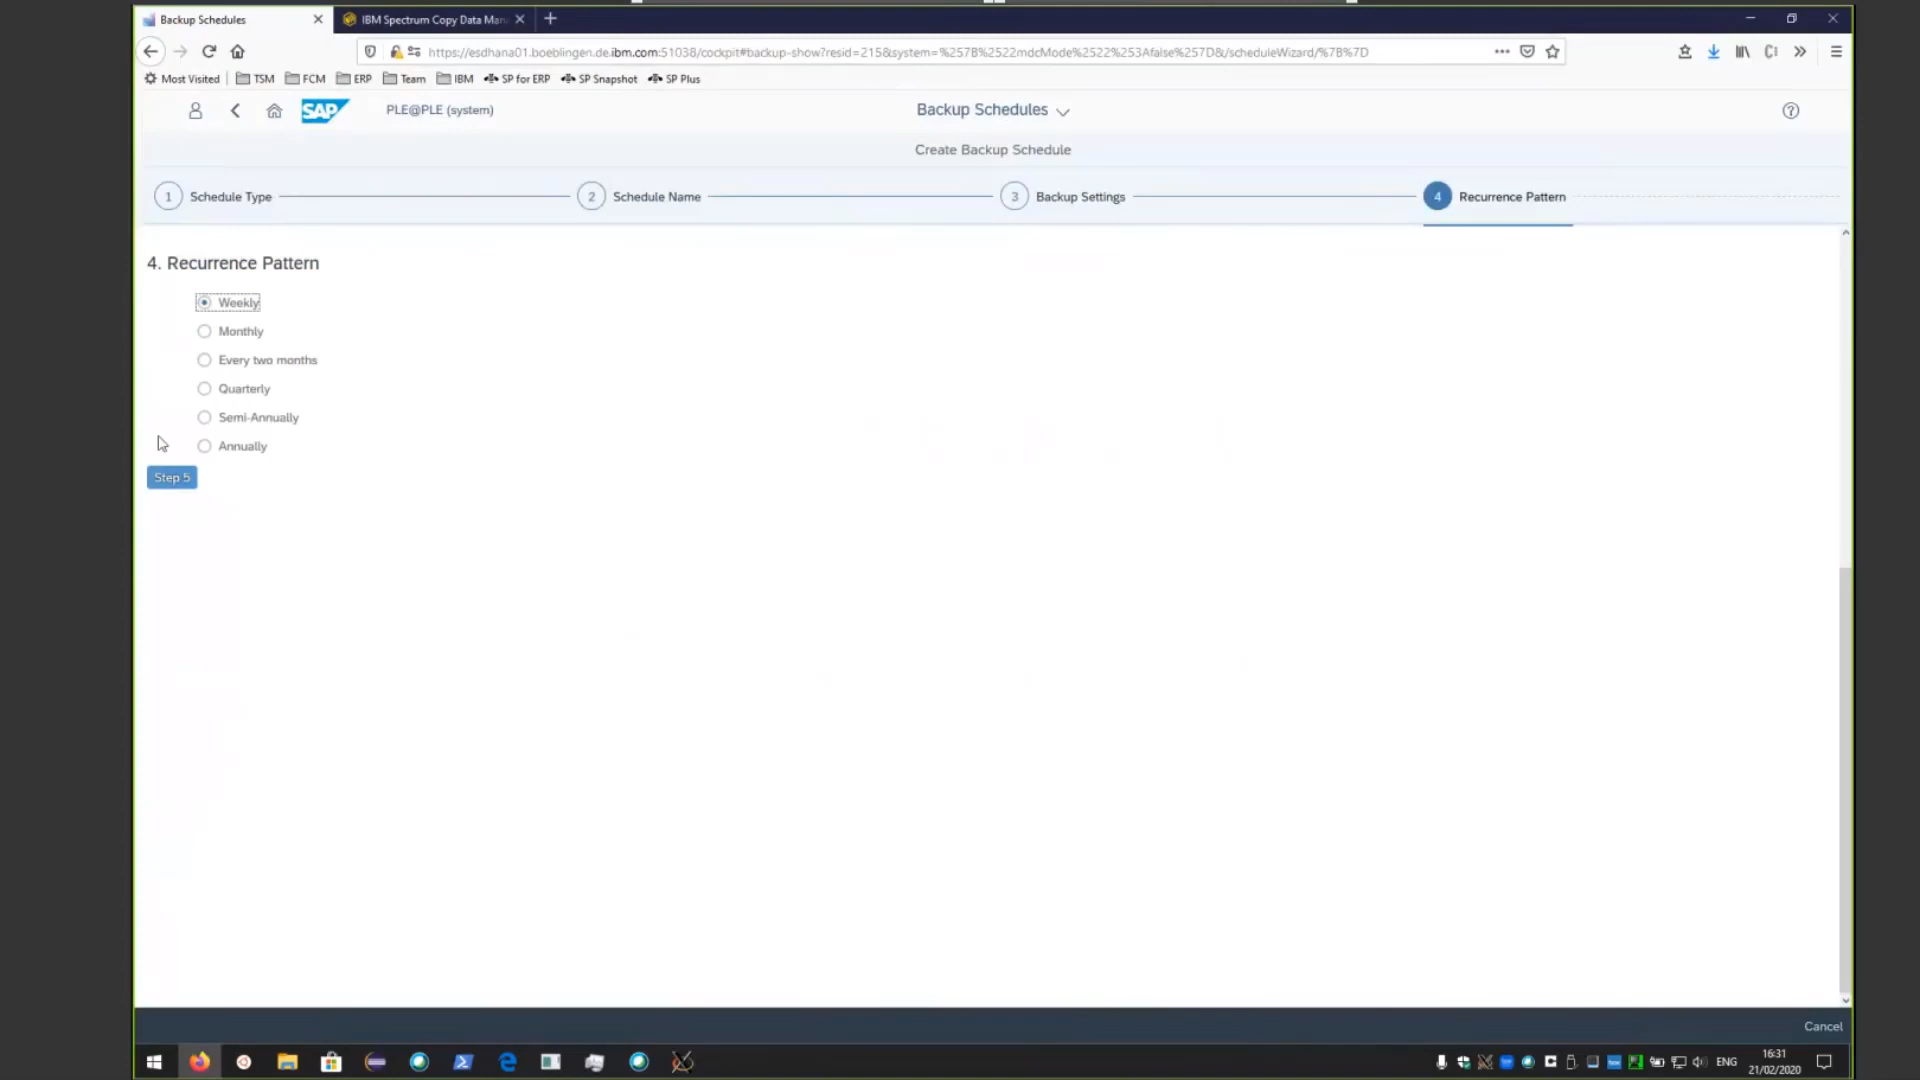 Backup Schedules
IBM Spectrum Copy Data Man
https://esdhana01.boeblingen.de.ibm.com:51038/cockpit#backup-show?resid=215&system=%257B%2522mdcMode%2522%253Afalse%257D&/scheduleWizard/%7B%7D
Most Visited TSM FCM ERP Team IBM SP for ERP SP Snapshot SP Plus
SAP PLE@PLE (system) Backup Schedules
Create Backup Schedule
1 Schedule Type 2 Schedule Name 3 Backup Settings 4 Recurrence Pattern
4. Recurrence Pattern
Weekly
Monthly
Every two months
Quarterly
Semi-Annually
Annually
Step 5
Cancel
ENG
16:31
21/02/2020